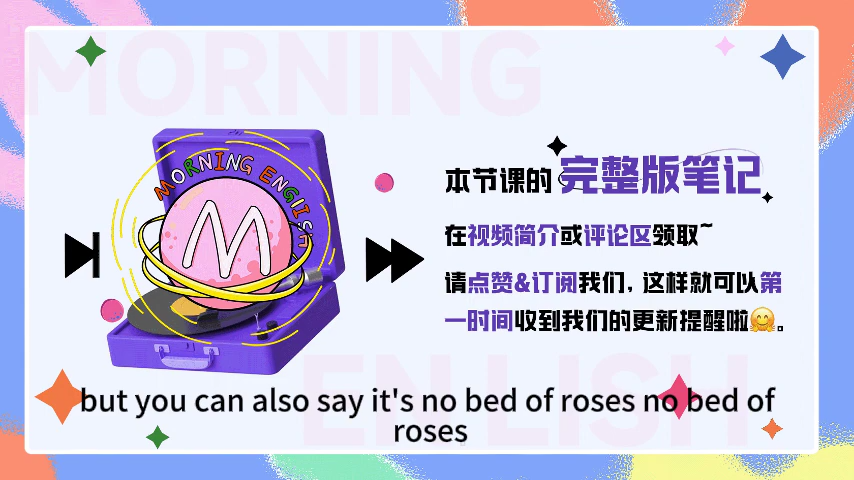 MORNING
MORNING ENGlISH
M
本节课的 完整版笔记
在视频简介或评论区领取~
请点赞&订阅我们, 这样就可以第
一时间收到我们的更新提醒啦🤗。
EN LISH
but you can also say it's no bed of roses no bed of
roses